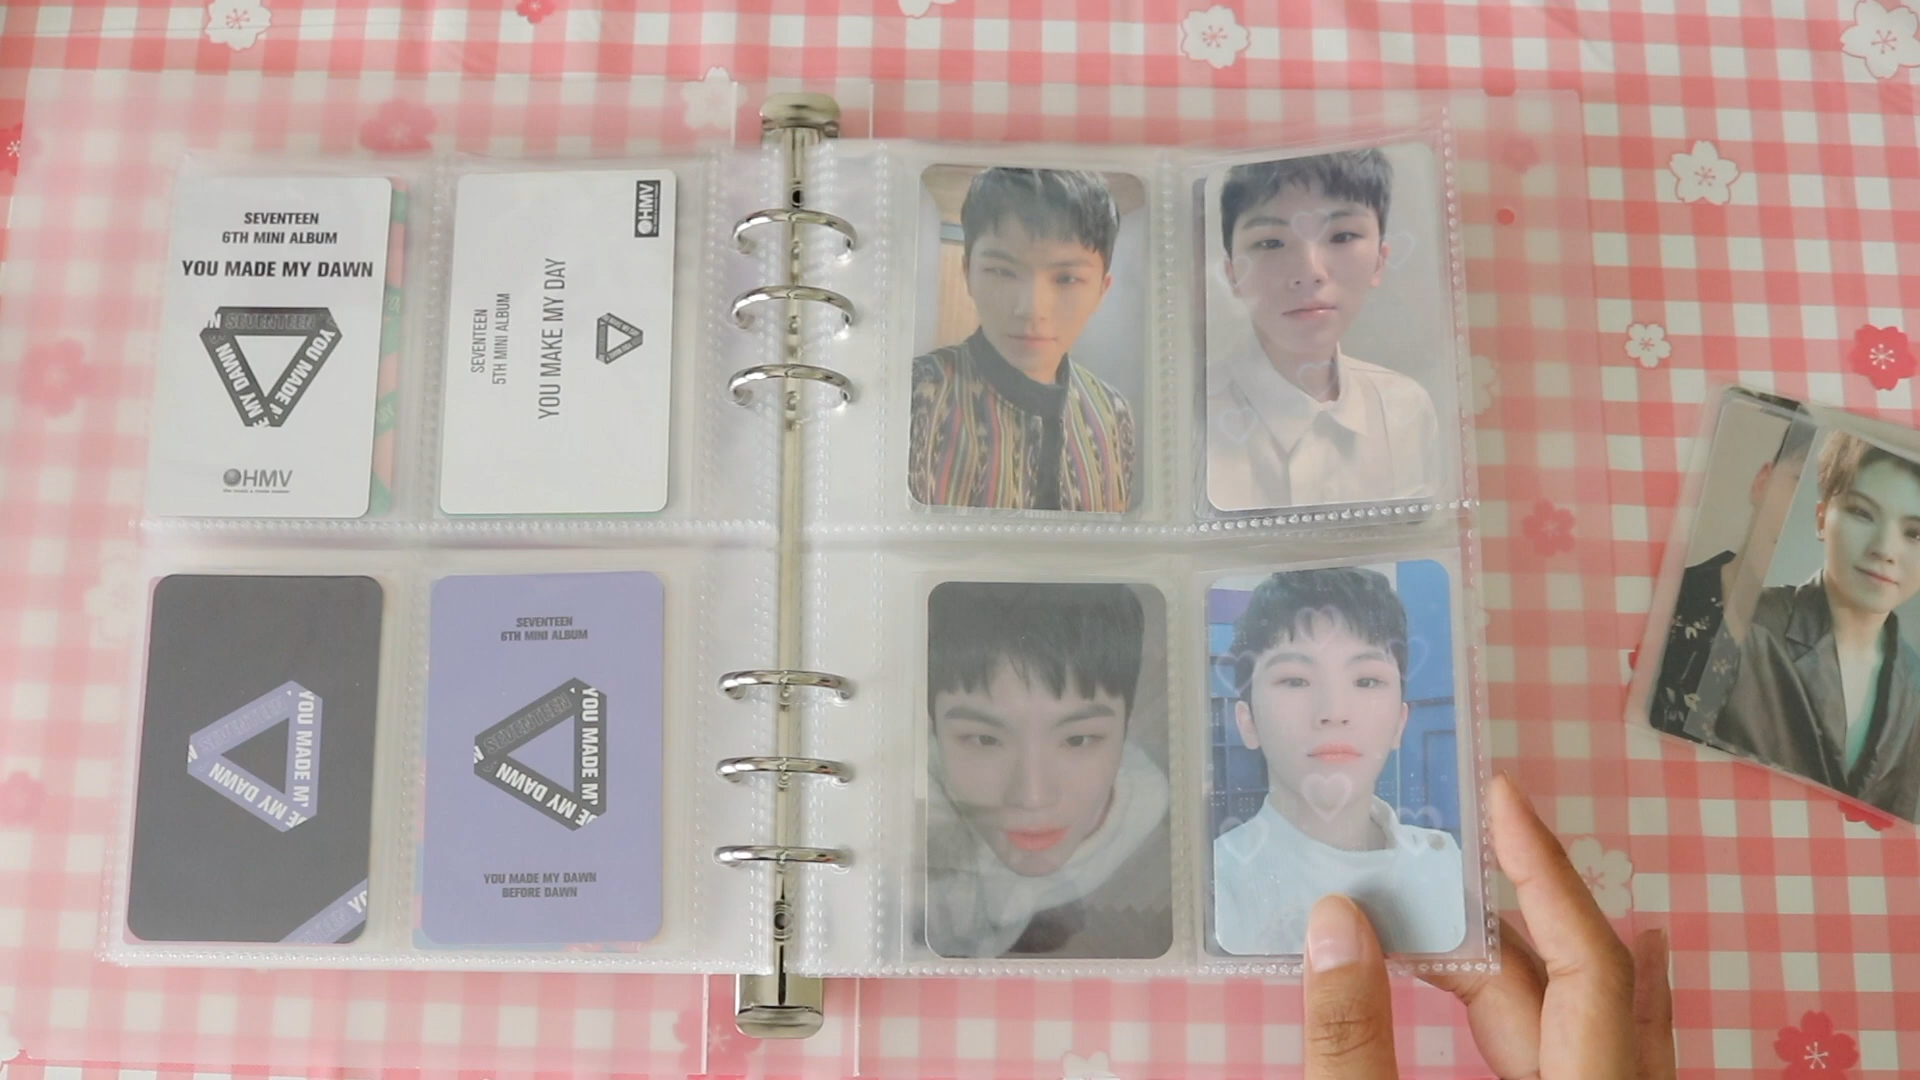 SEVENTEEN
6TH MINI ALBUM
YOU MADE MY DAWN
SEVENTEEN
YOU MADE
MY DAWN
HMV
HMV
SEVENTEEN
5TH MINI ALBUM
YOU MAKE MY DAY
SEVENTEEN
YOU MADE M
MY DAWN
SEVENTEEN
6TH MINI ALBUM
SEVENTEEN
YOU MADE M
MY DAWN
YOU MADE MY DAWN
BEFORE DAWN